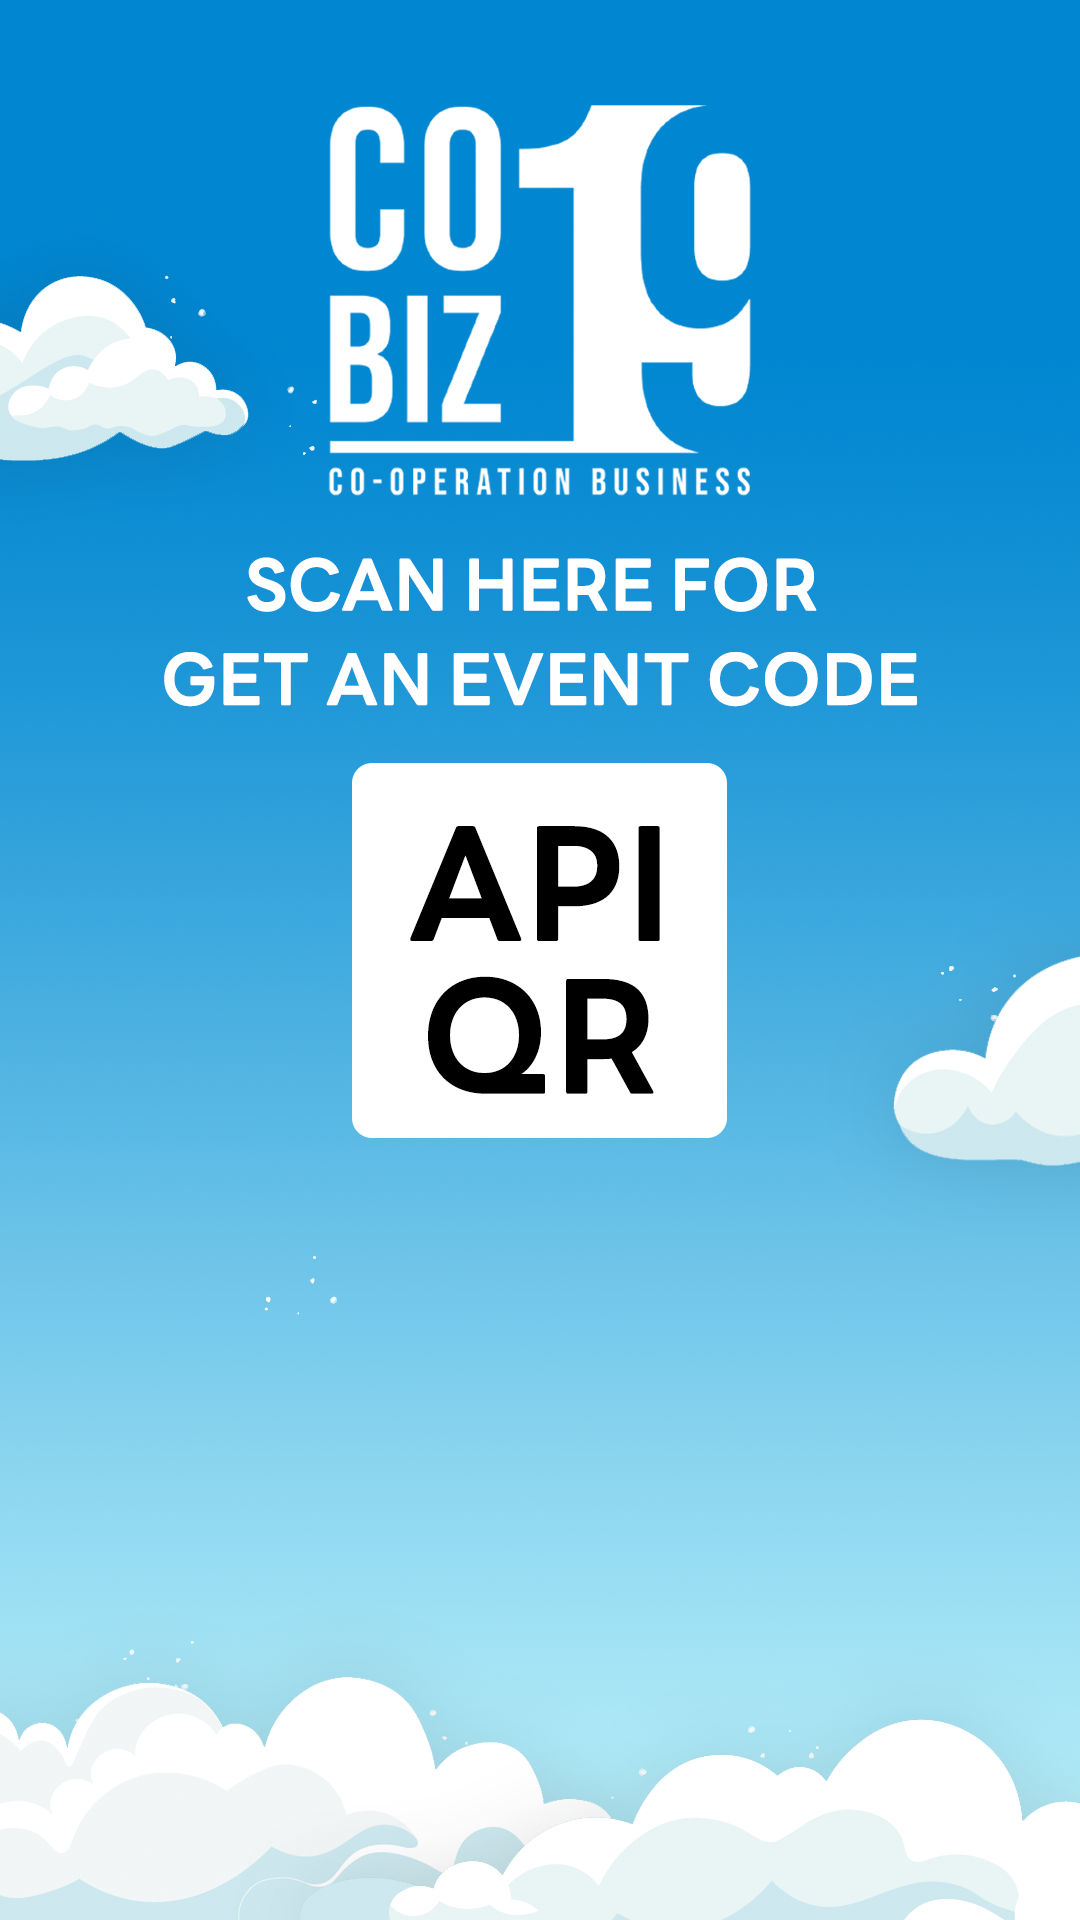 CO
BIZ
19
CO-OPERATION BUSINESS
SCAN HERE FOR
GET AN EVENT CODE
API
QR